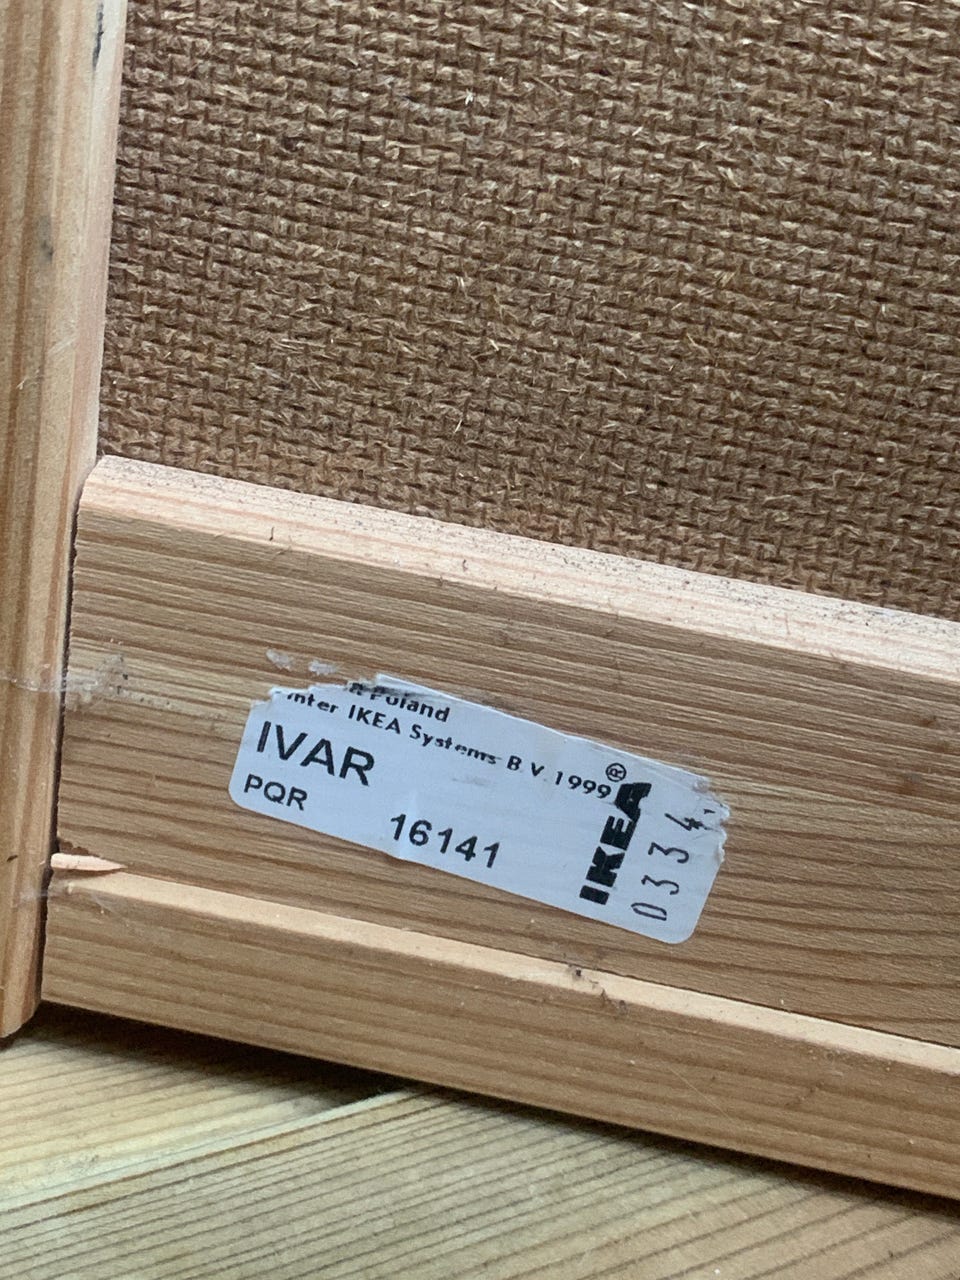 Poland
Inter IKEA Systems B.V. 1999
IVAR
PQR
16141
IKEA®
0334